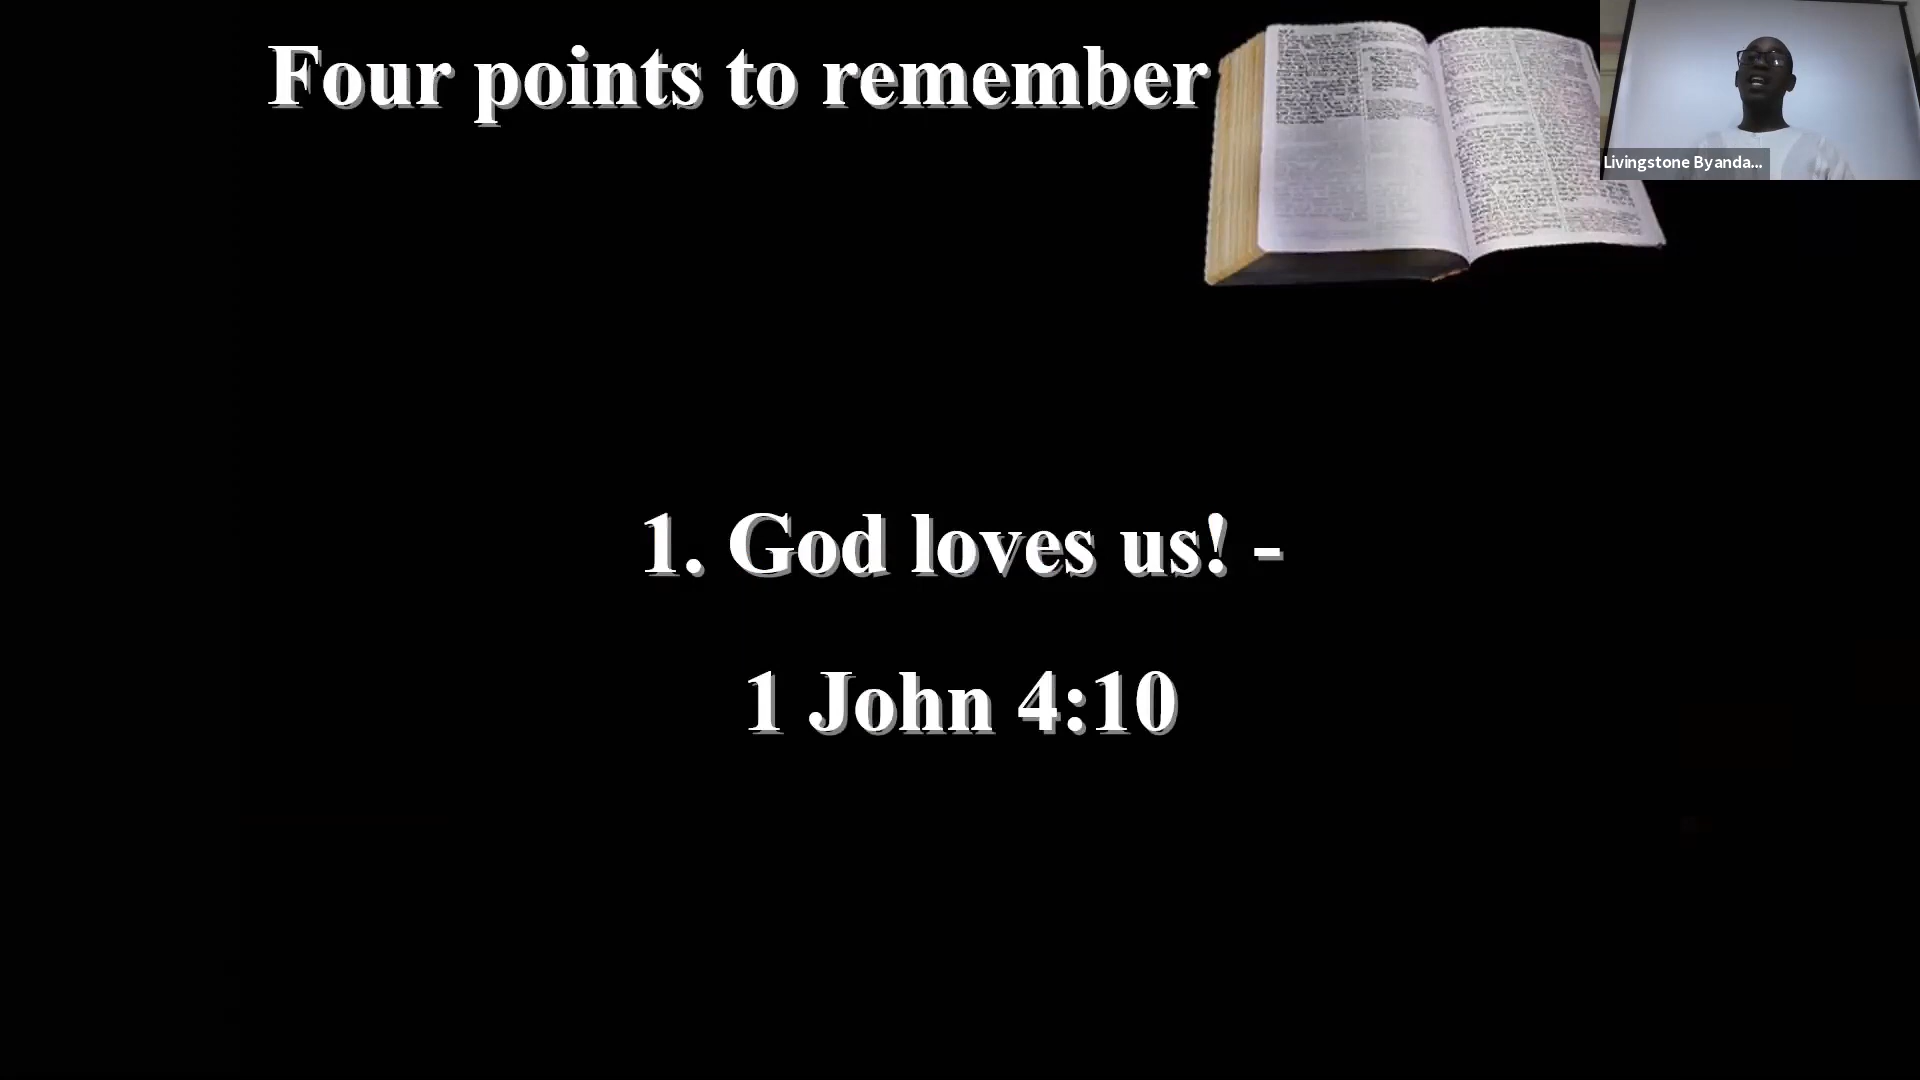 Four points to remember
Livingstone Byanda...
1. God loves us! -
1 John 4:10